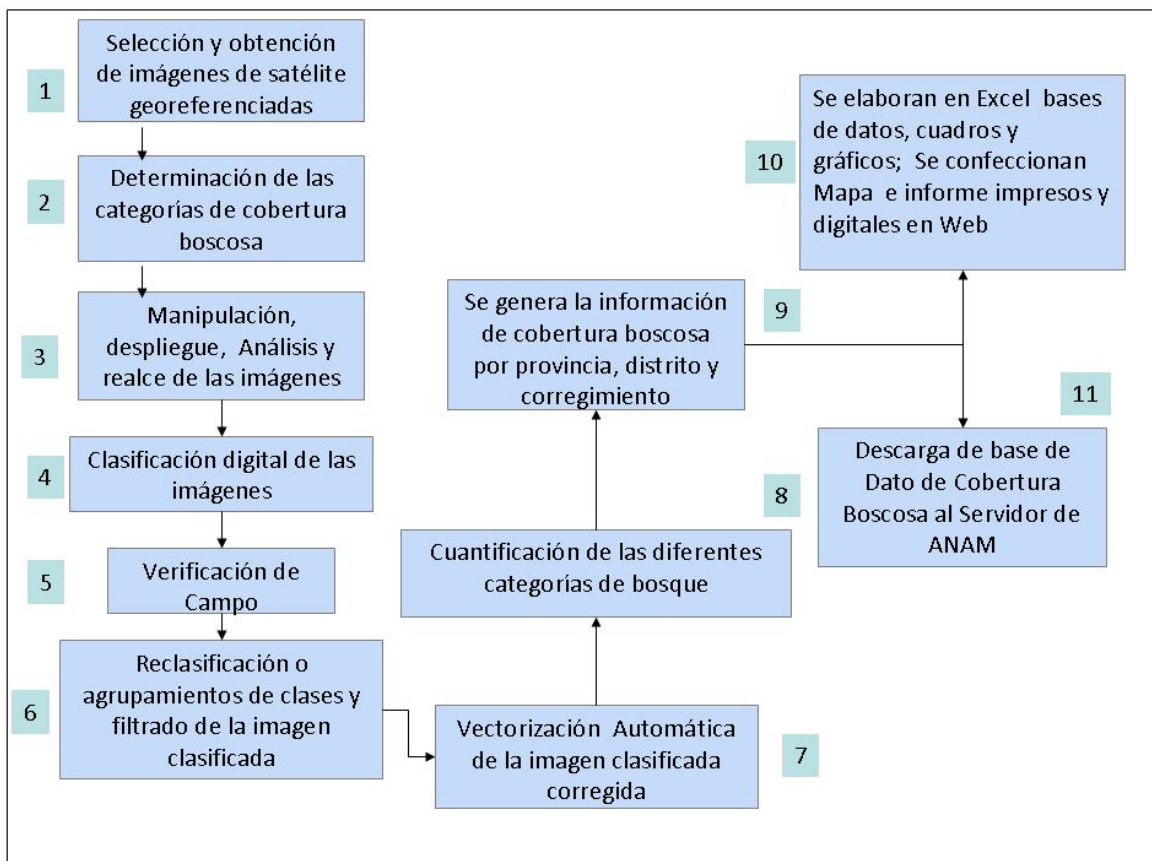 1
Selección y obtención
de imágenes de satélite
georeferenciadas
2
Determinación de las
categorías de cobertura
boscosa
3
Manipulación,
despliegue, Análisis y
realce de las imágenes
4
Clasificación digital de las
imágenes
5
Verificación de
Campo
6
Reclasificación o
agrupamientos de clases y
filtrado de la imagen
clasificada
7
Vectorización Automática
de la imagen clasificada
corregida
8
Cuantificación de las diferentes
categorías de bosque
9
Se genera la información
de cobertura boscosa
por provincia, distrito y
corregimiento
10
Se elaboran en Excel bases
de datos, cuadros y
gráficos; Se confeccionan
Mapa e informe impresos y
digitales en Web
11
Descarga de base de
Dato de Cobertura
Boscosa al Servidor de
ANAM